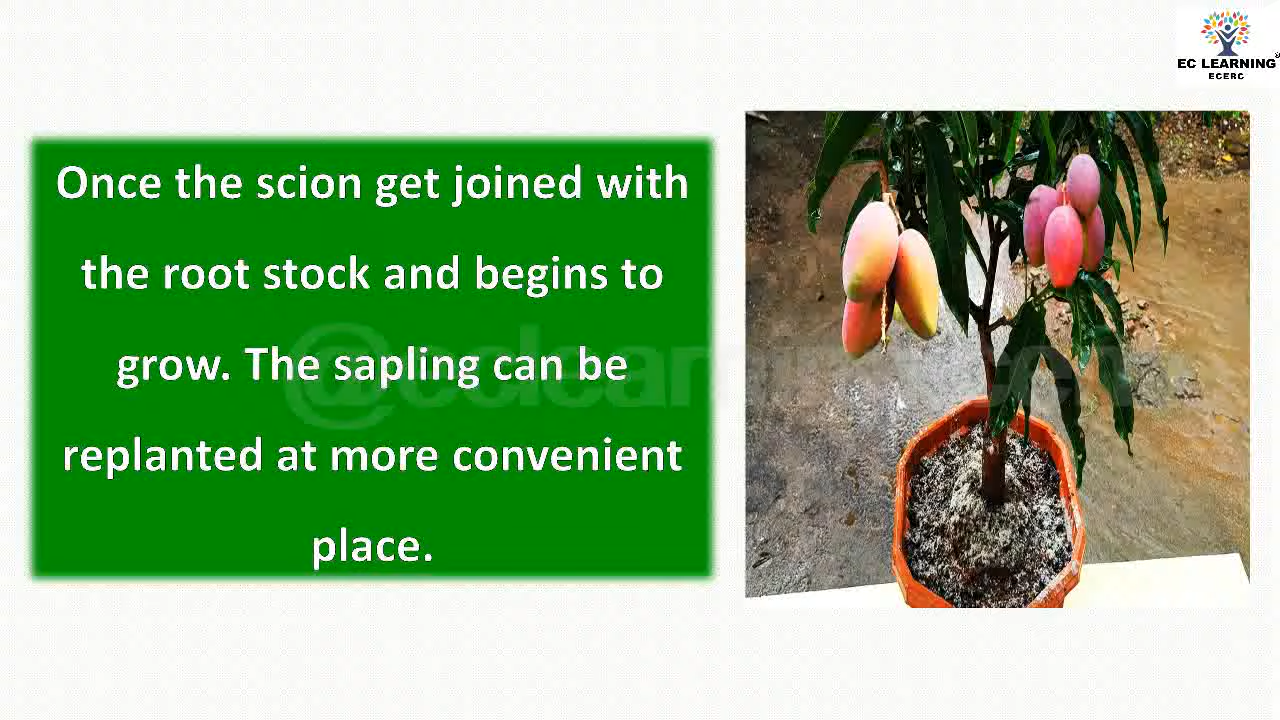 EC LEARNING
ECERC
Once the scion get joined with
the root stock and begins to
grow. The sapling can be
replanted at more convenient
place.